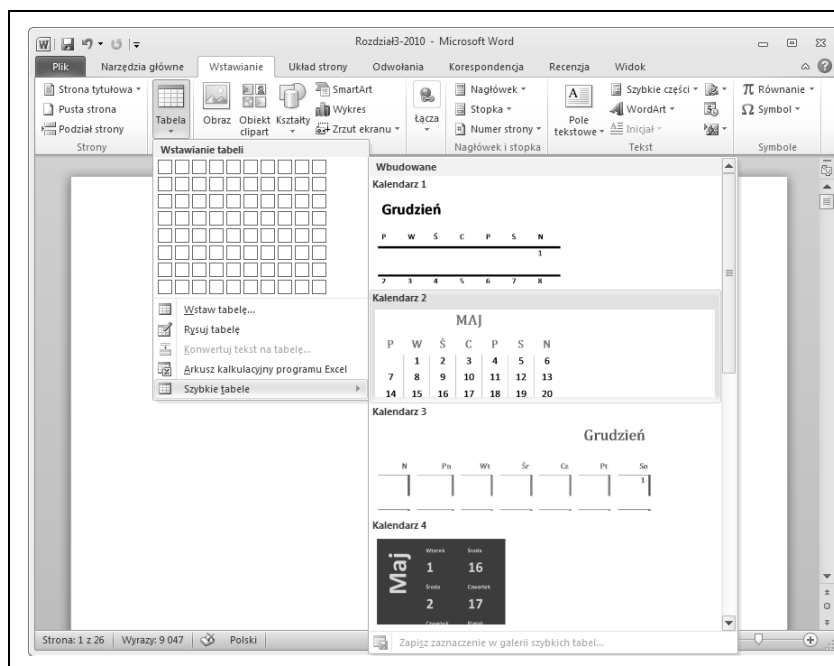 Rozdział3-2010 - Microsoft Word
Plik Narzędzia główne Wstawianie Układ strony Odwołania Korespondencja Recenzja Widok
Strona tytułowa
Pusta strona
Podział strony
Strony
Tabela
Obraz
Obiekt clipart
Kształty
SmartArt
Wykres
Zrzut ekranu
Łącza
Nagłówek
Stopka
Numer strony
Nagłówek i stopka
Pole tekstowe
Szybkie części
WordArt
Inicjał
Tekst
Równanie
Symbol
Symbole
Wstawianie tabeli
Wstaw tabelę...
Rysuj tabelę
Konwertuj tekst na tabelę...
Arkusz kalkulacyjny programu Excel
Szybkie tabele
Wbudowane
Kalendarz 1
Grudzień
P W Ś C P S N
1
2 3 4 5 6 7 8
Kalendarz 2
MAJ
P W Ś C P S N
1 2 3 4 5 6
7 8 9 10 11 12 13
14 15 16 17 18 19 20
Kalendarz 3
Grudzień
N Pn Wt Śr Cz Pt So
1
Kalendarz 4
Maj
Wtorek Środa
1 16
Środa Czwartek
2 17
Czwartek Piątek
Zapisz zaznaczenie w galerii szybkich tabel...
Strona: 1 z 26 Wyrazy: 9 047 Polski